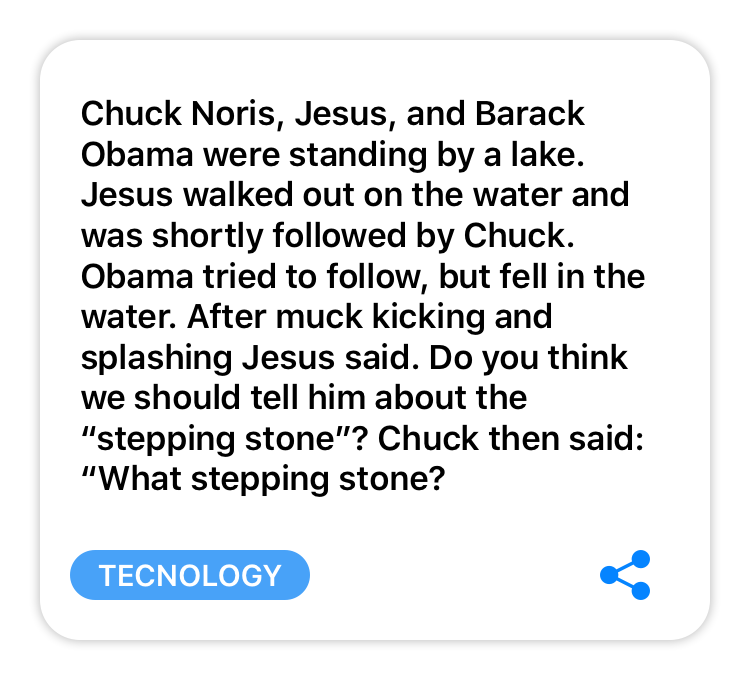 Chuck Noris, Jesus, and Barack
Obama were standing by a lake.
Jesus walked out on the water and
was shortly followed by Chuck.
Obama tried to follow, but fell in the
water. After muck kicking and
splashing Jesus said. Do you think
we should tell him about the
“stepping stone”? Chuck then said:
“What stepping stone?
TECNOLOGY